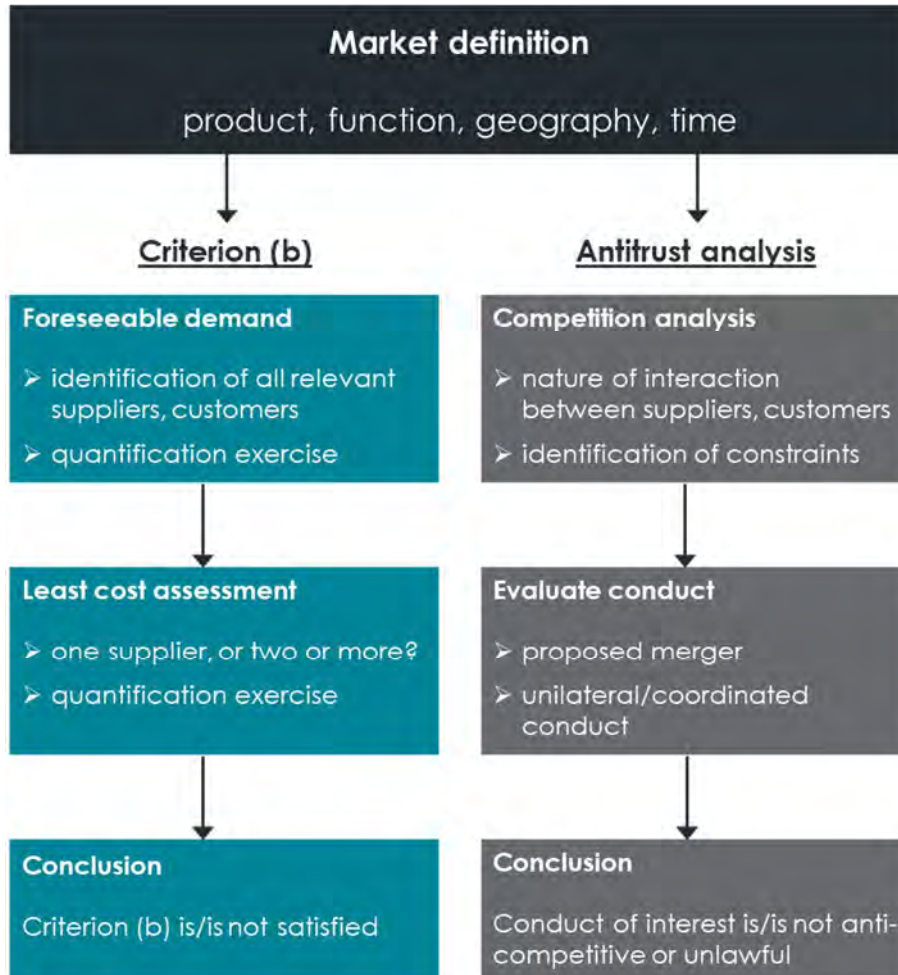 Market definition
product, function, geography, time
Criterion (b)
Foreseeable demand
➢ identification of all relevant
suppliers, customers
➢ quantification exercise
Least cost assessment
➢ one supplier, or two or more?
➢ quantification exercise
Conclusion
Criterion (b) is/is not satisfied
Antitrust analysis
Competition analysis
➢ nature of interaction
between suppliers, customers
➢ identification of constraints
Evaluate conduct
➢ proposed merger
➢ unilateral/coordinated
conduct
Conclusion
Conduct of interest is/is not anti-
competitive or unlawful